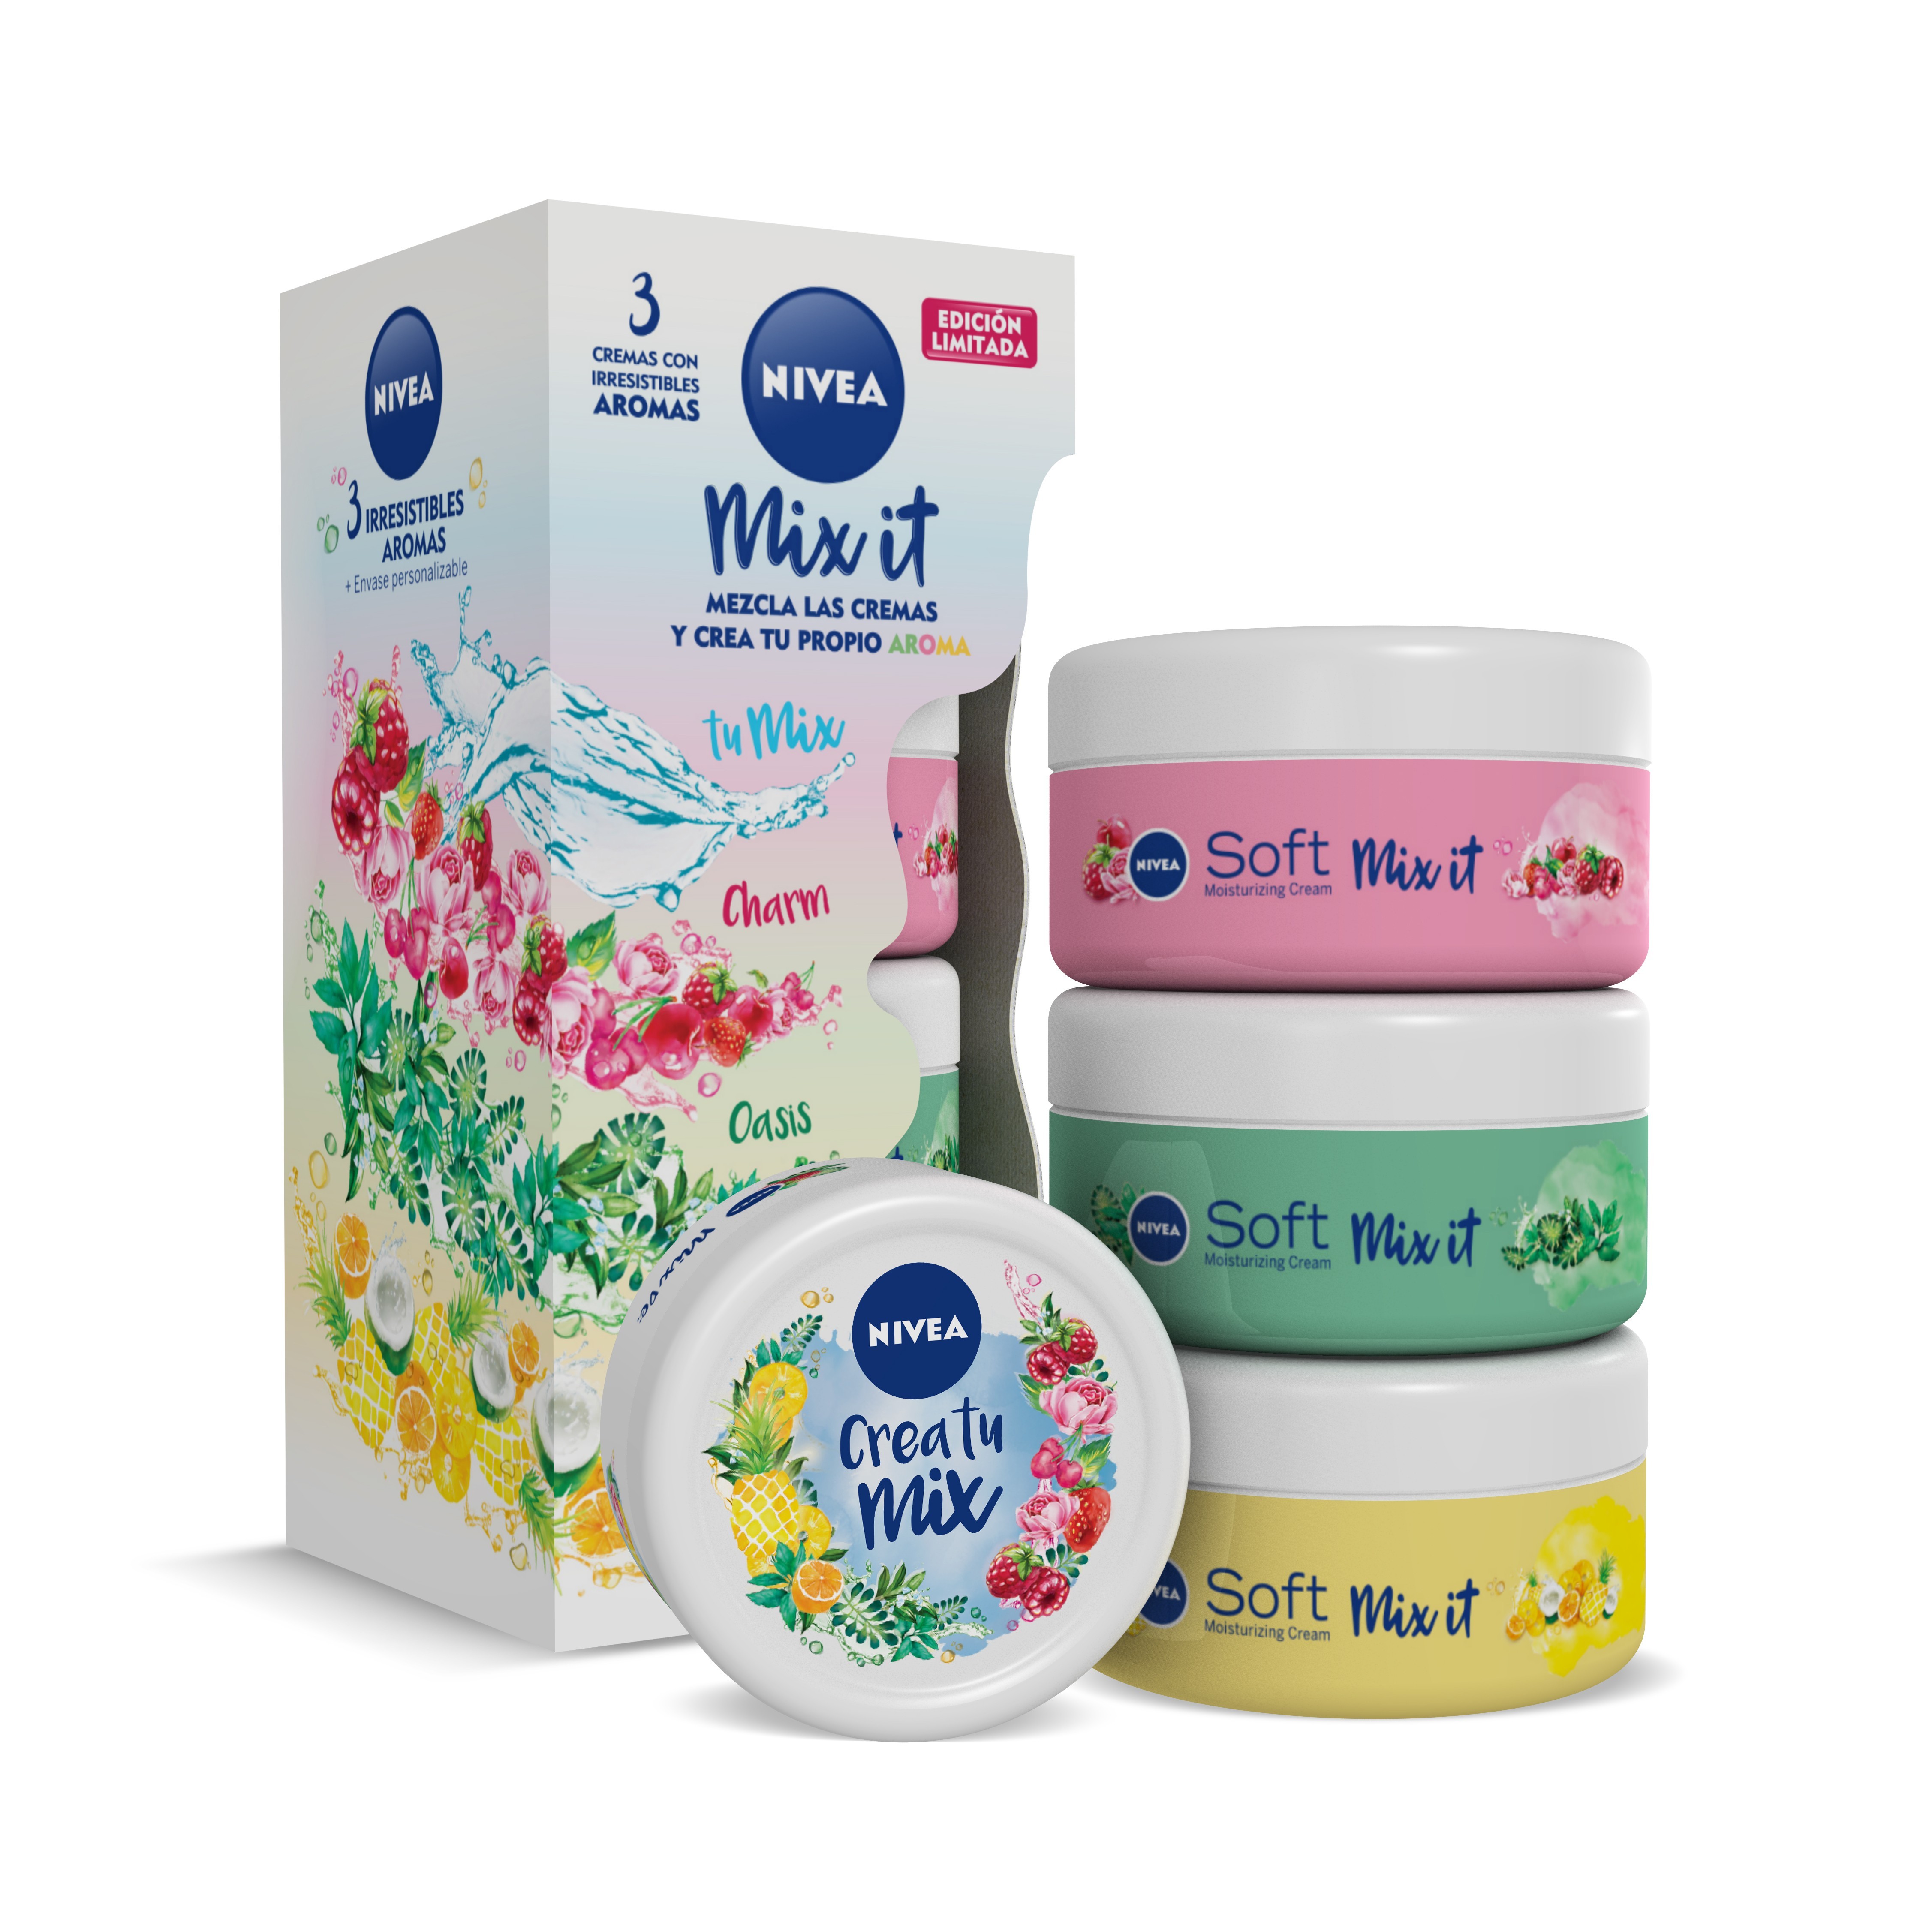 NIVEA
3 IRRESISTIBLES
AROMAS
+ Envase personalizable
3
CREMAS CON
IRRESISTIBLES
AROMAS
NIVEA
EDICIÓN
LIMITADA
Mix it
MEZCLA LAS CREMAS
Y CREA TU PROPIO AROMA
tu Mix
Charm
Oasis
NIVEA
Crea tu
mix
NIVEA
Soft
Moisturizing Cream
Mix it
NIVEA
Soft
Moisturizing Cream
Mix it
Soft
Moisturizing Cream
Mix it